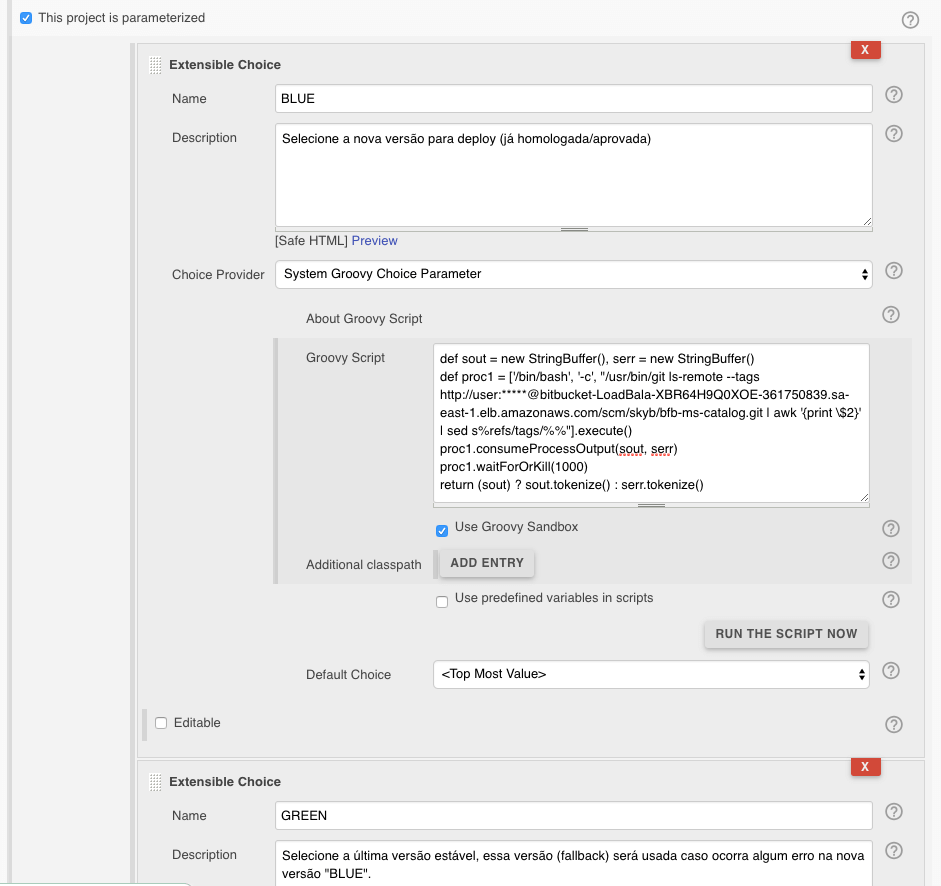 This project is parameterized
X
Extensible Choice
Name
BLUE
Description
Selecione a nova versão para deploy (já homologada/aprovada)
[Safe HTML] Preview
Choice Provider
System Groovy Choice Parameter
About Groovy Script
Groovy Script
def sout = new StringBuffer(), serr = new StringBuffer()
def proc1 = ['/bin/bash', '-c', "/usr/bin/git ls-remote --tags
http://user:*****@bitbucket-LoadBala-XBR64H9Q0XOE-361750839.sa-
east-1.elb.amazonaws.com/scm/skyb/bfb-ms-catalog.git | awk '{print \$2}'
| sed s%refs/tags/%%"].execute()
proc1.consumeProcessOutput(sout, serr)
proc1.waitForOrKill(1000)
return (sout) ? sout.tokenize() : serr.tokenize()
Use Groovy Sandbox
Additional classpath
ADD ENTRY
Use predefined variables in scripts
RUN THE SCRIPT NOW
Default Choice
<Top Most Value>
Editable
X
Extensible Choice
Name
GREEN
Description
Selecione a última versão estável, essa versão (fallback) será usada caso ocorra algum erro na nova
versão "BLUE".